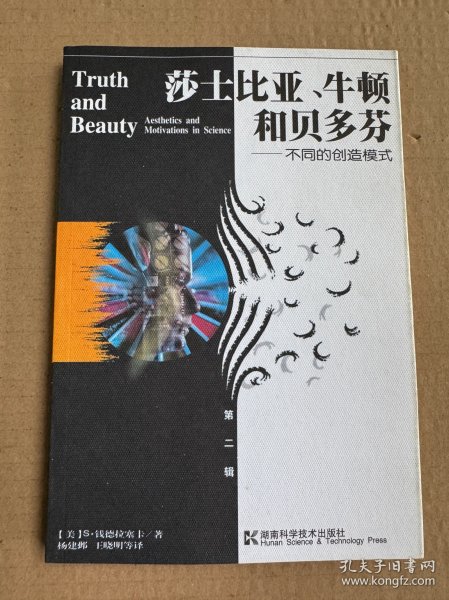 Truth
and
Beauty
Aesthetics and
Motivations in Science
莎士比亚、牛顿
和贝多芬
——不同的创造模式
第二辑
【美】S·钱德拉塞卡／著
杨建邺 王晓明等译
湖南科学技术出版社
Hunan Science & Technology Press
孔夫子旧书网
www.kongfz.com